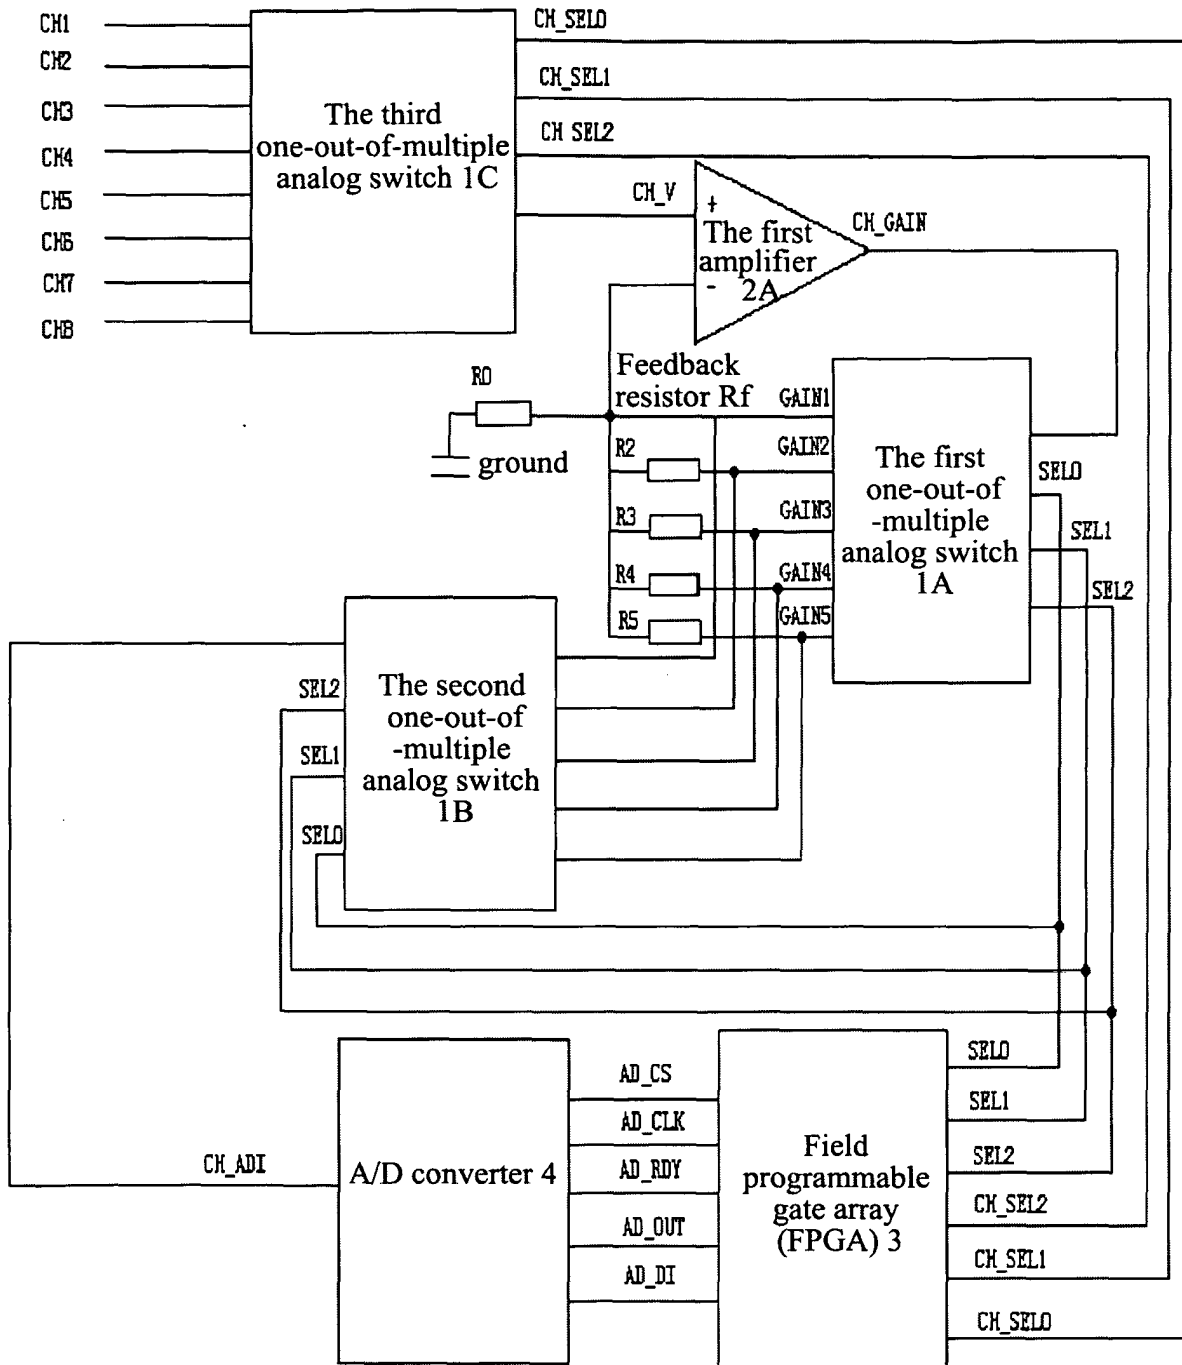 CH1
CH2
CH3
CH4
CH5
CH6
CH7
CH8
The third
one-out-of-multiple
analog switch 1C
CH_SEL0
CH_SEL1
CH SEL2
CH_V
+
The first
amplifier
2A
-
CH_GAIN
Feedback
resistor Rf
R0
ground
R2
R3
R4
R5
GAIN1
GAIN2
GAIN3
GAIN4
GAIN5
The first
one-out-of
-multiple
analog switch
1A
SEL0
SEL1
SEL2
The second
one-out-of
-multiple
analog switch
1B
SEL2
SEL1
SEL0
CH_ADI
A/D converter 4
AD_CS
AD_CLK
AD_RDY
AD_OUT
AD_DI
Field
programmable
gate array
(FPGA) 3
SEL0
SEL1
SEL2
CH_SEL2
CH_SEL1
CH_SEL0